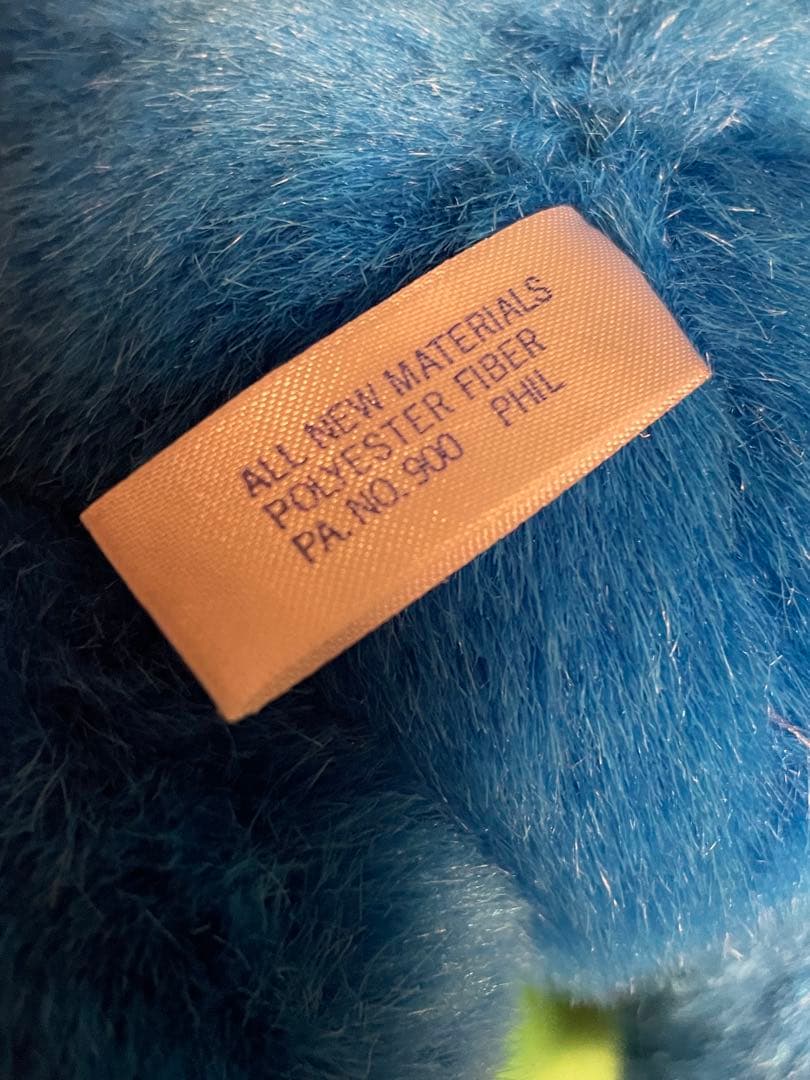 ALL NEW MATERIALS
POLYESTER FIBER
PA. NO. 900 PHIL